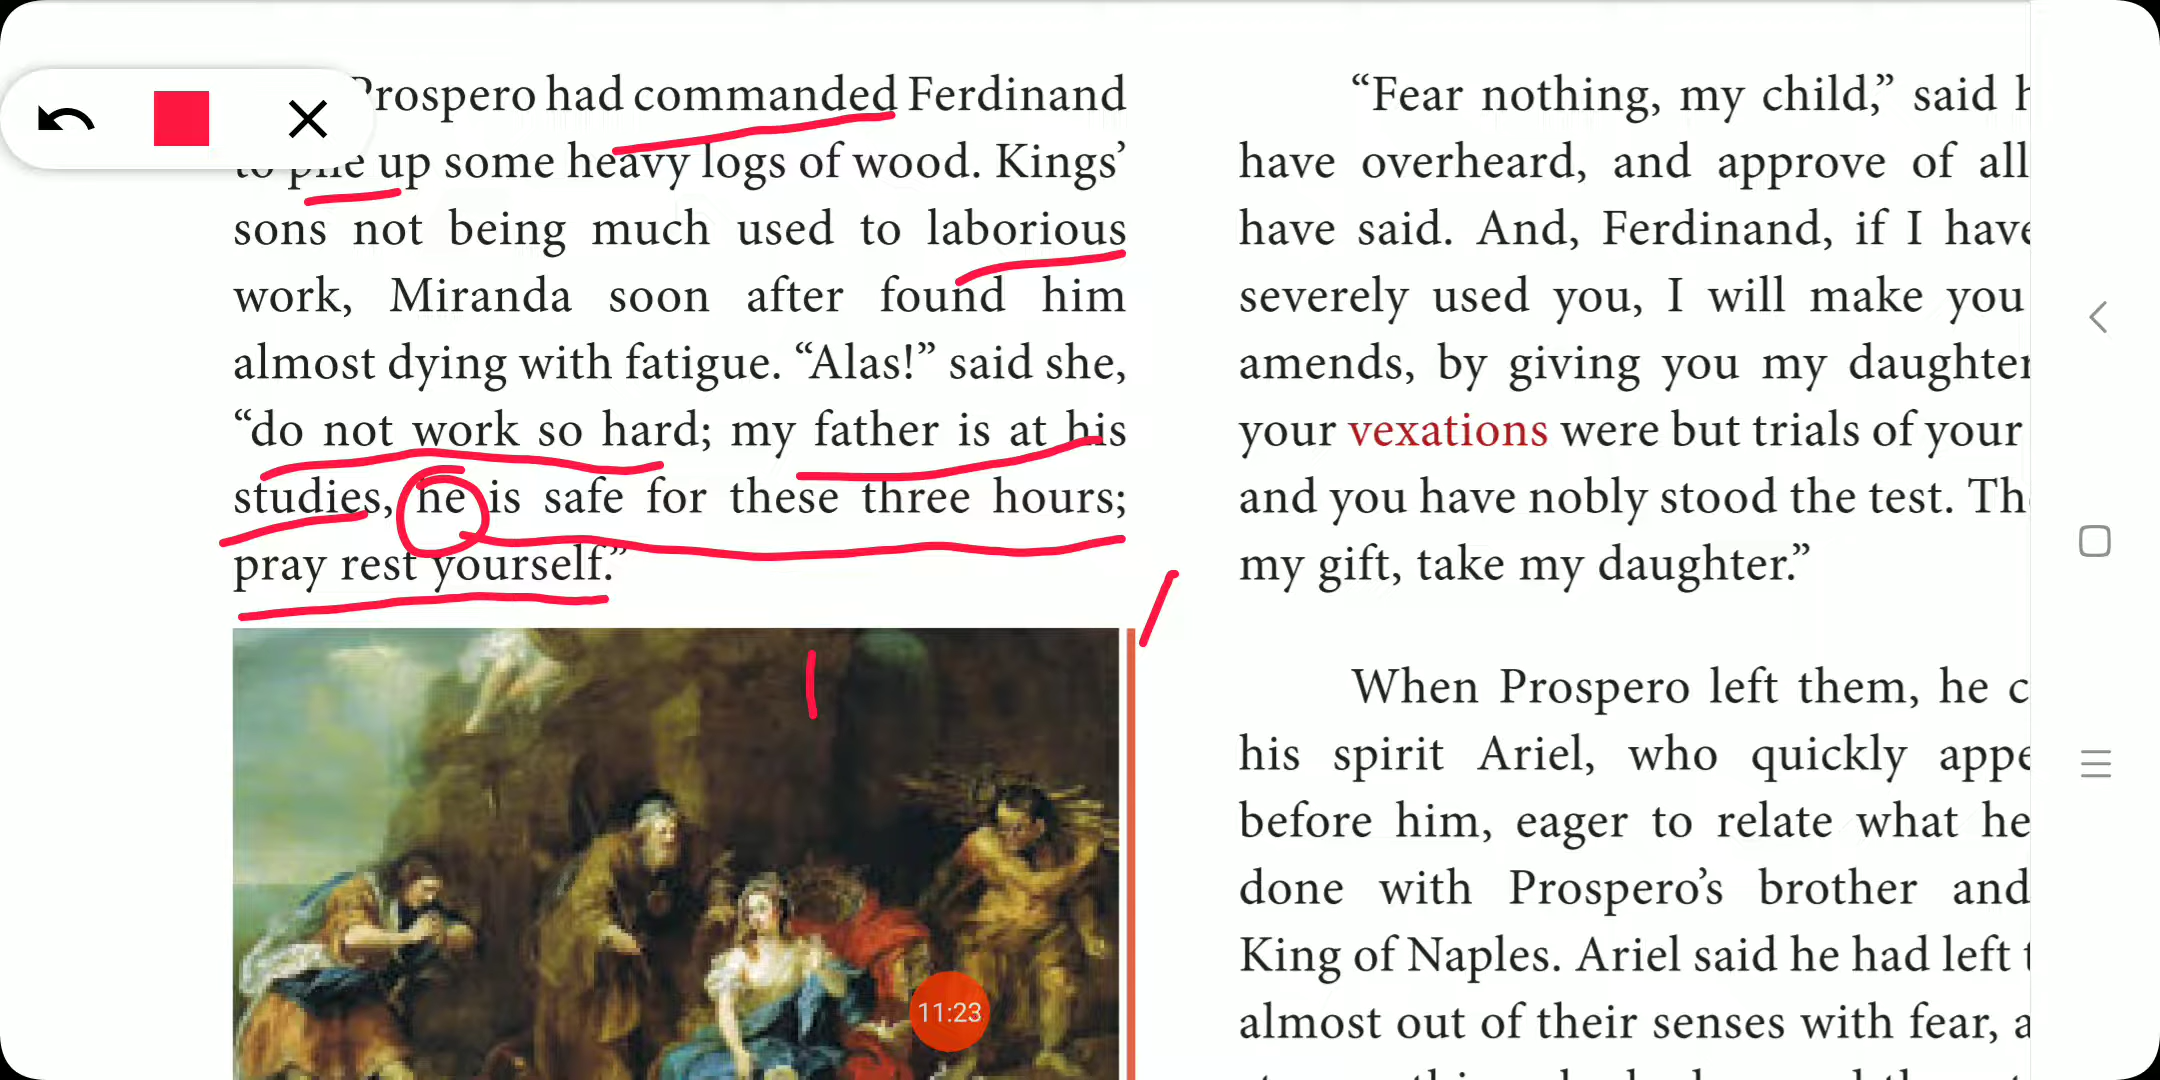 Prospero had commanded Ferdinand
to pile up some heavy logs of wood. Kings’
sons not being much used to laborious
work, Miranda soon after found him
almost dying with fatigue. “Alas!” said she,
“do not work so hard; my father is at his
studies, he is safe for these three hours;
pray rest yourself.”
11:23
“Fear nothing, my child,” said h
have overheard, and approve of all
have said. And, Ferdinand, if I have
severely used you, I will make you
amends, by giving you my daughter
your vexations were but trials of your
and you have nobly stood the test. Th
my gift, take my daughter.”
When Prospero left them, he c
his spirit Ariel, who quickly appe
before him, eager to relate what he
done with Prospero’s brother and
King of Naples. Ariel said he had left t
almost out of their senses with fear, a